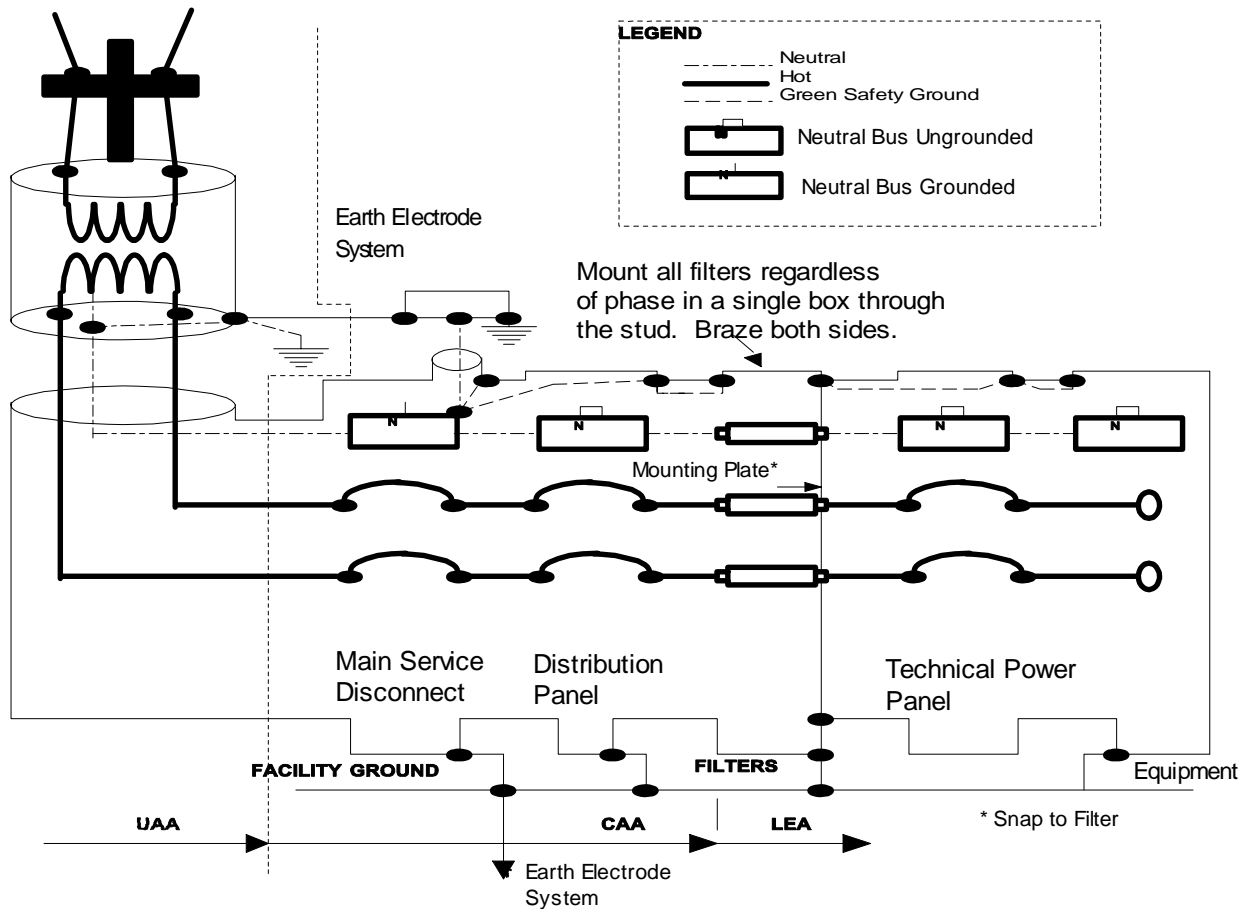 LEGEND
Neutral
Hot
Green Safety Ground
Neutral Bus Ungrounded
N
Neutral Bus Grounded
Earth Electrode
System
Mount all filters regardless
of phase in a single box through
the stud. Braze both sides.
N
N
N
N
Mounting Plate*
Main Service
Disconnect
Distribution
Panel
Technical Power
Panel
FACILITY GROUND
FILTERS
Equipment
UAA
CAA
LEA
* Snap to Filter
Earth Electrode
System